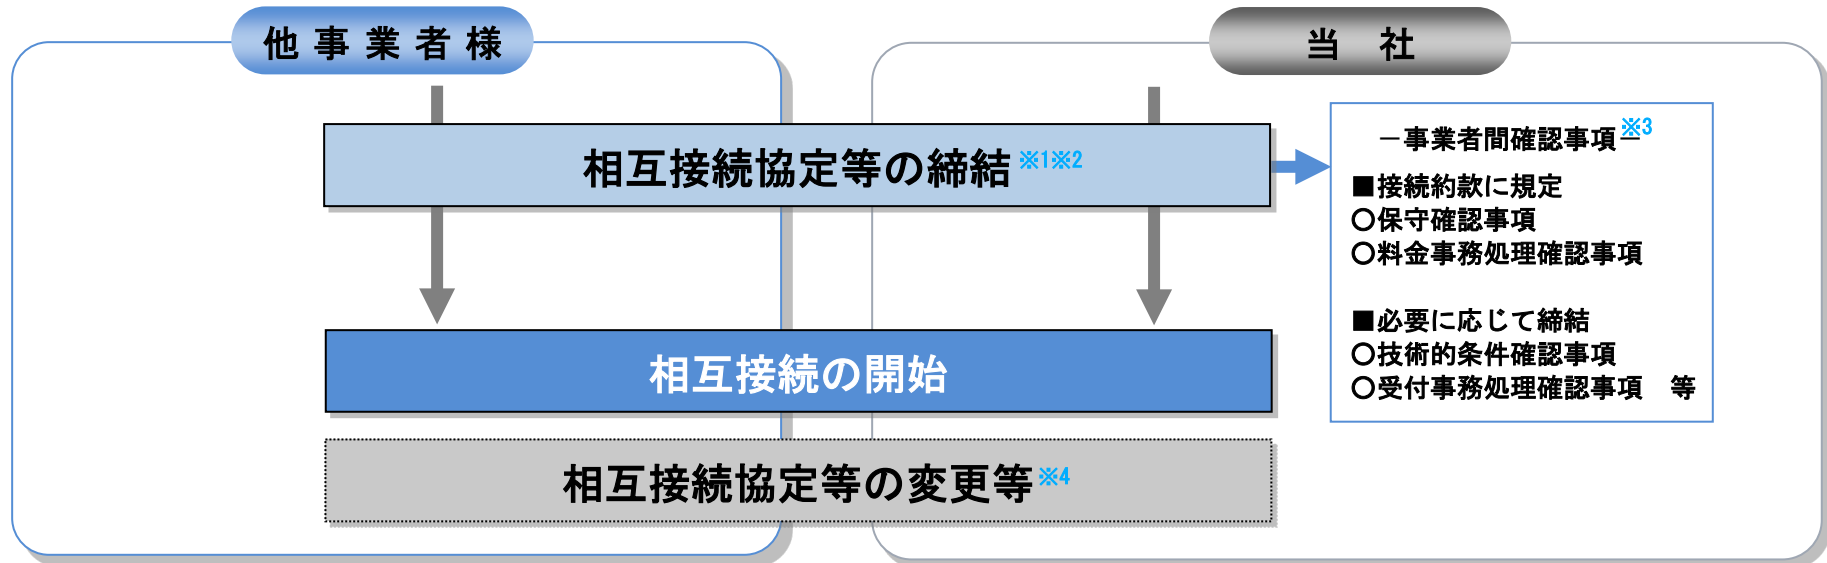 他事業者様
当　社
相互接続協定等の締結※1※2
－事業者間確認事項－※3
■接続約款に規定
○保守確認事項
○料金事務処理確認事項
■必要に応じて締結
○技術的条件確認事項
○受付事務処理確認事項　等
相互接続の開始
相互接続協定等の変更等※4